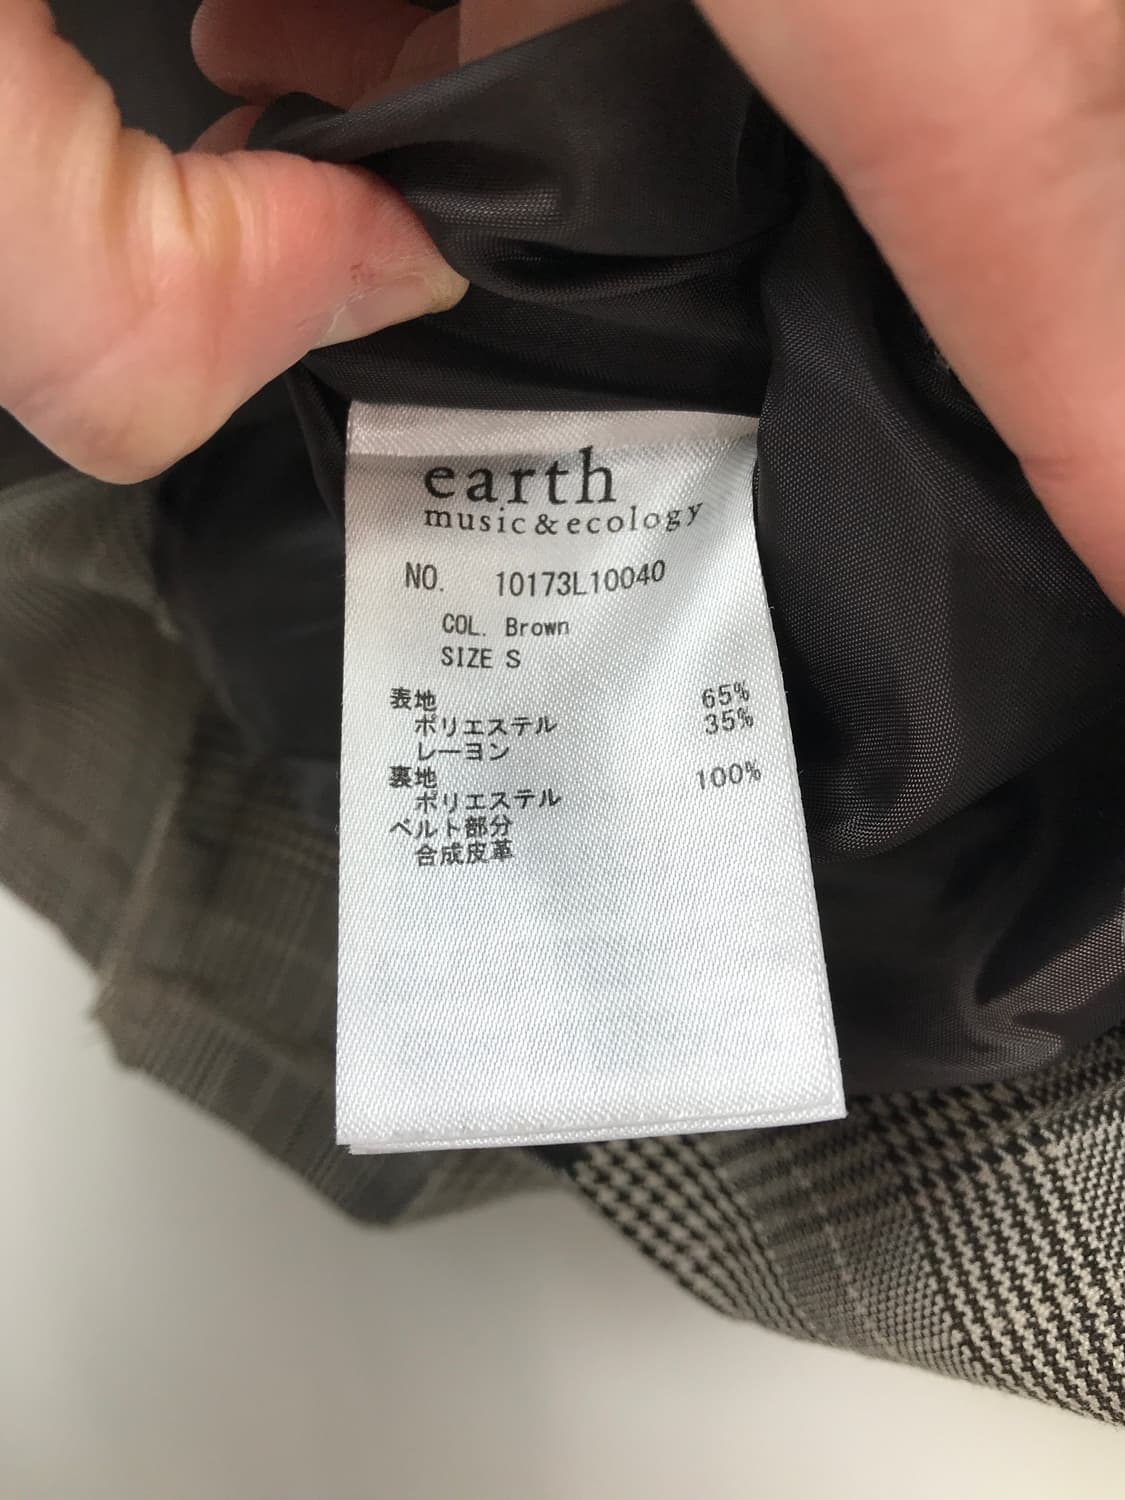 earth
music&ecology
NO. 10173L10040
COL. Brown
SIZE S
表地
ポリエステル 65%
レーヨン 35%
裏地
ポリエステル 100%
ベルト部分
合成皮革